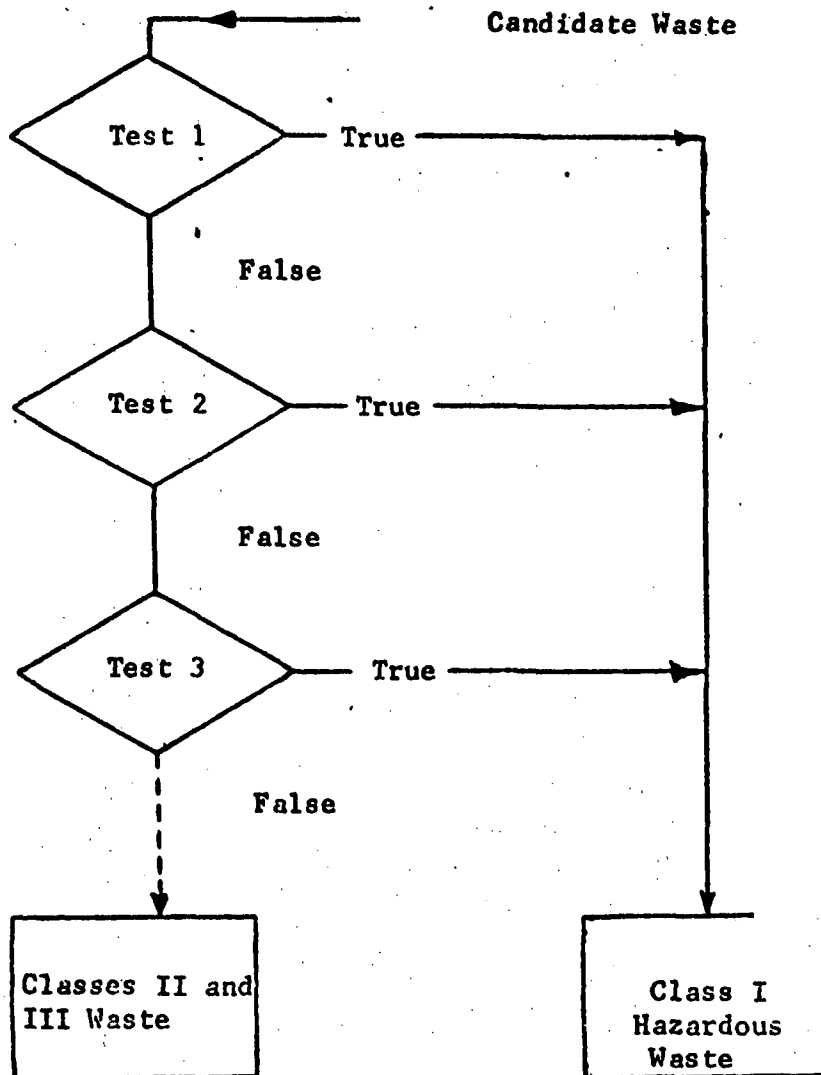 Candidate Waste
Test 1
True
False
Test 2
True
False
Test 3
True
False
Classes II and
III Waste
Class I
Hazardous
Waste